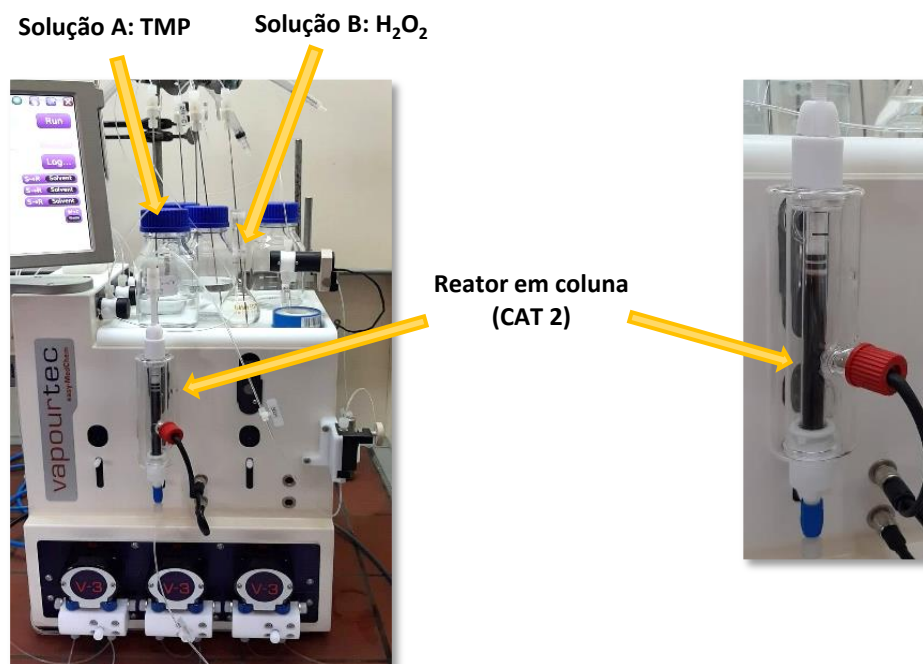 Solução A: TMP
Solução B: H₂O₂
Run
Log...
S→R Solvent
S→R Solvent
S→R Solvent
Reator em coluna
(CAT 2)
vapourtec
easy-MedChem
V-3
V-3
V-3